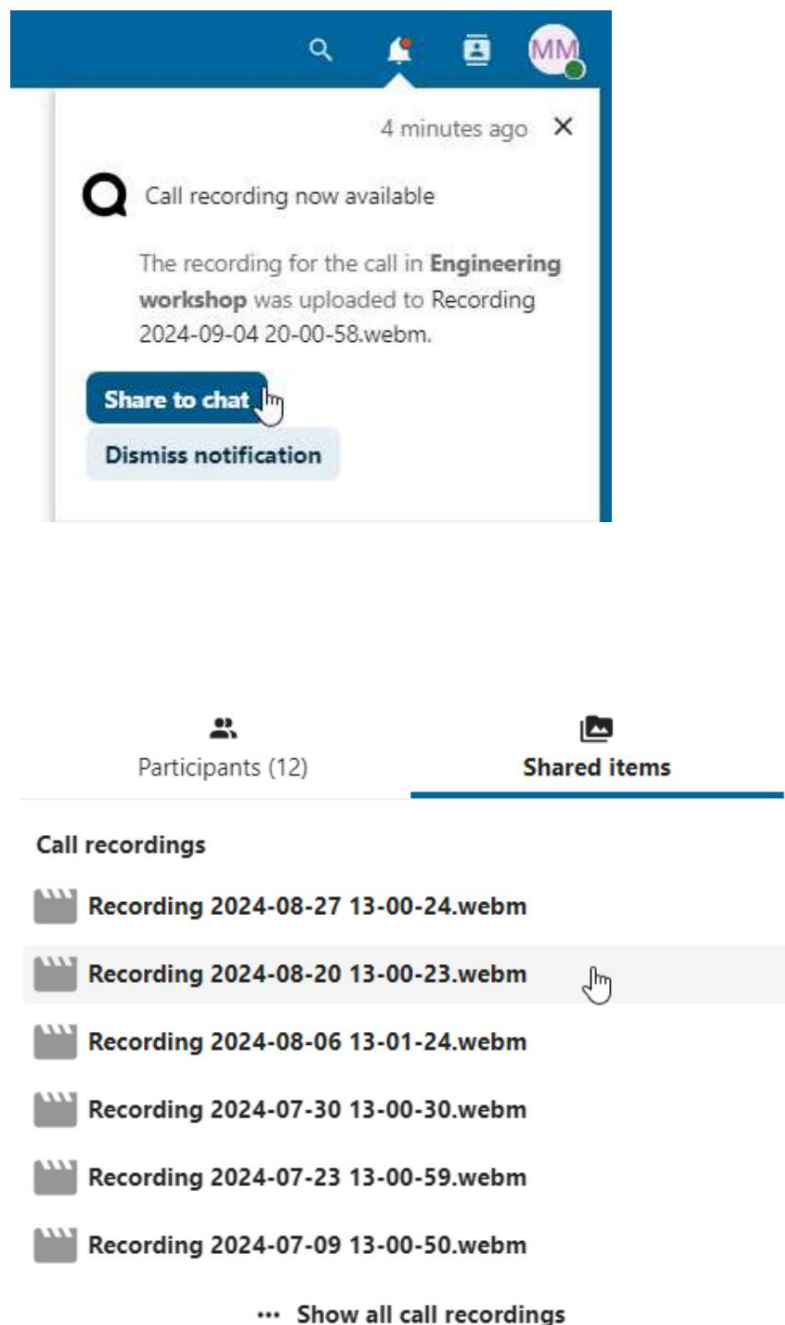 MM
4 minutes ago
Call recording now available
The recording for the call in Engineering
workshop was uploaded to Recording
2024-09-04 20-00-58.webm.
Share to chat
Dismiss notification
Participants (12)
Shared items
Call recordings
Recording 2024-08-27 13-00-24.webm
Recording 2024-08-20 13-00-23.webm
Recording 2024-08-06 13-01-24.webm
Recording 2024-07-30 13-00-30.webm
Recording 2024-07-23 13-00-59.webm
Recording 2024-07-09 13-00-50.webm
Show all call recordings